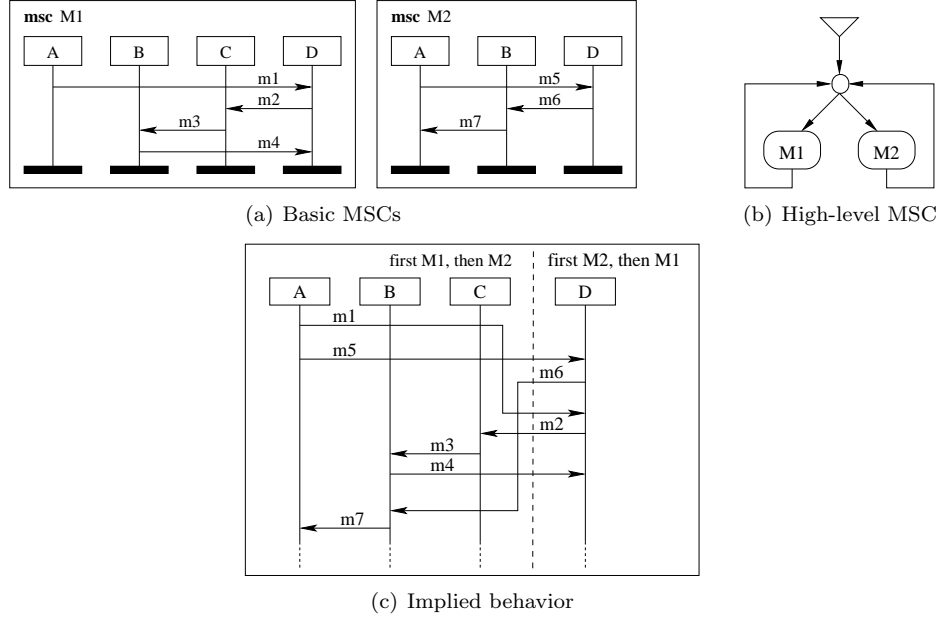 msc M1
A B C D
m1
m2
m3
m4
msc M2
A B D
m5
m6
m7
(a) Basic MSCs
M1 M2
(b) High-level MSC
first M1, then M2 first M2, then M1
A B C D
m1
m5
m6
m2
m3
m4
m7
(c) Implied behavior